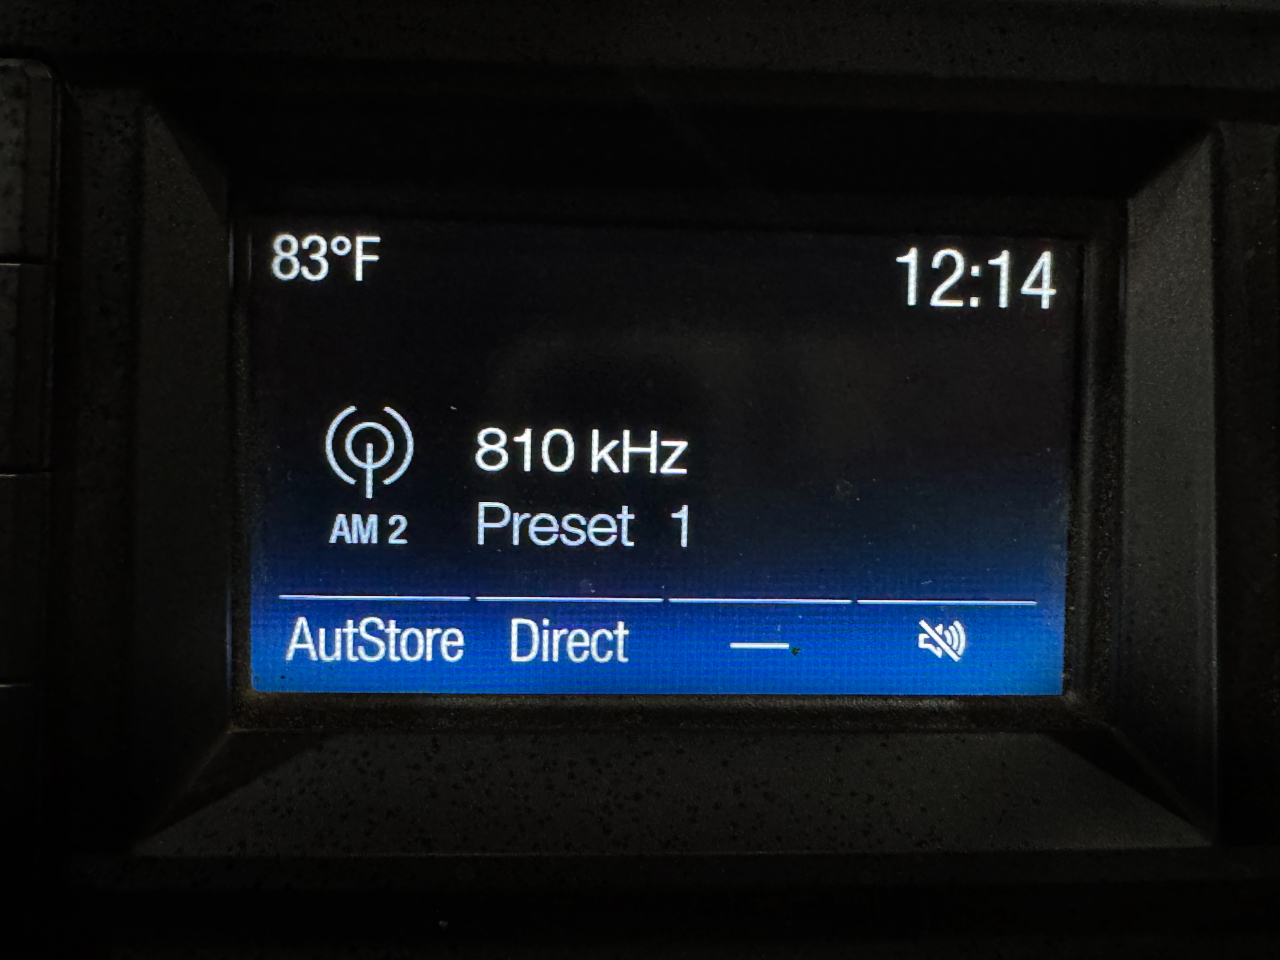 83°F
12:14
810 kHz
AM 2
Preset 1
AutStore Direct —